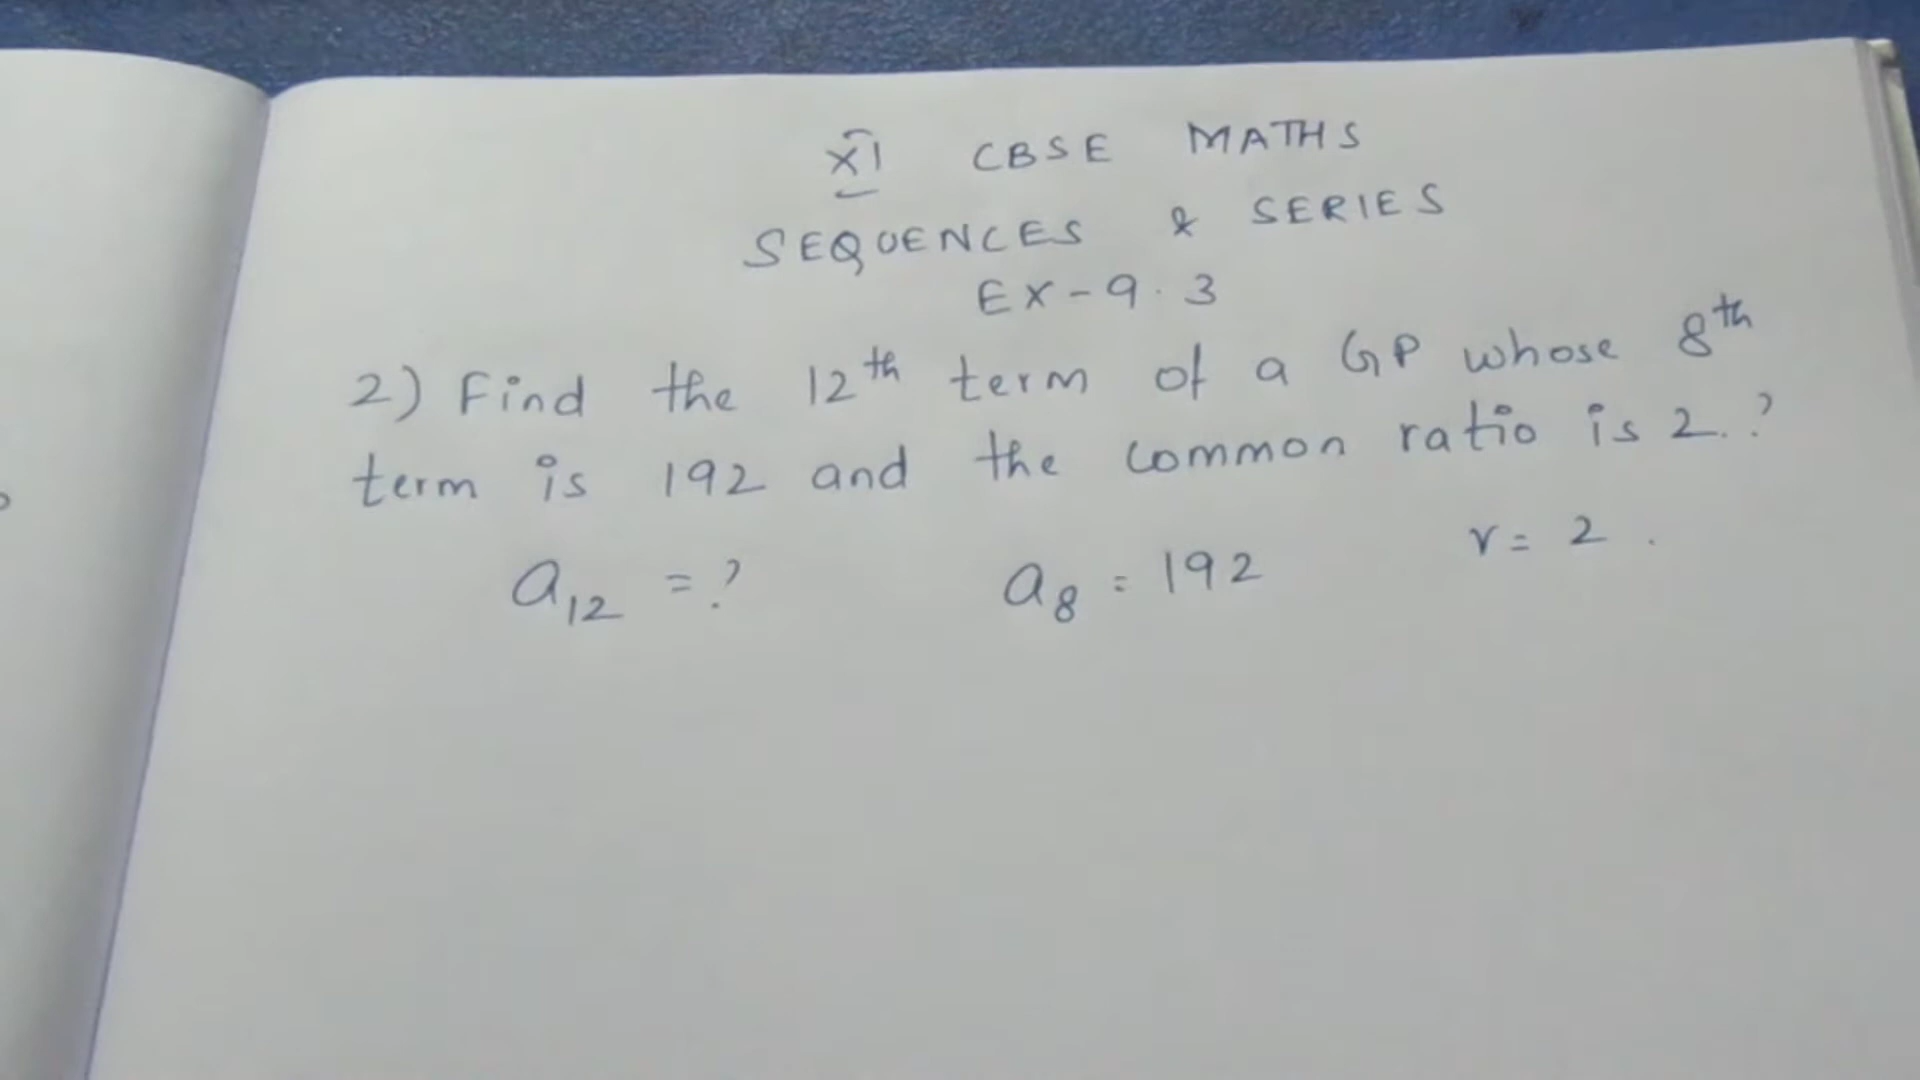 XI CBSE MATHS
SEQUENCES & SERIES
EX-9.3
2) Find the 12th term of a GP whose 8th
term is 192 and the common ratio is 2.?
a12 = ? a8 = 192 r = 2.